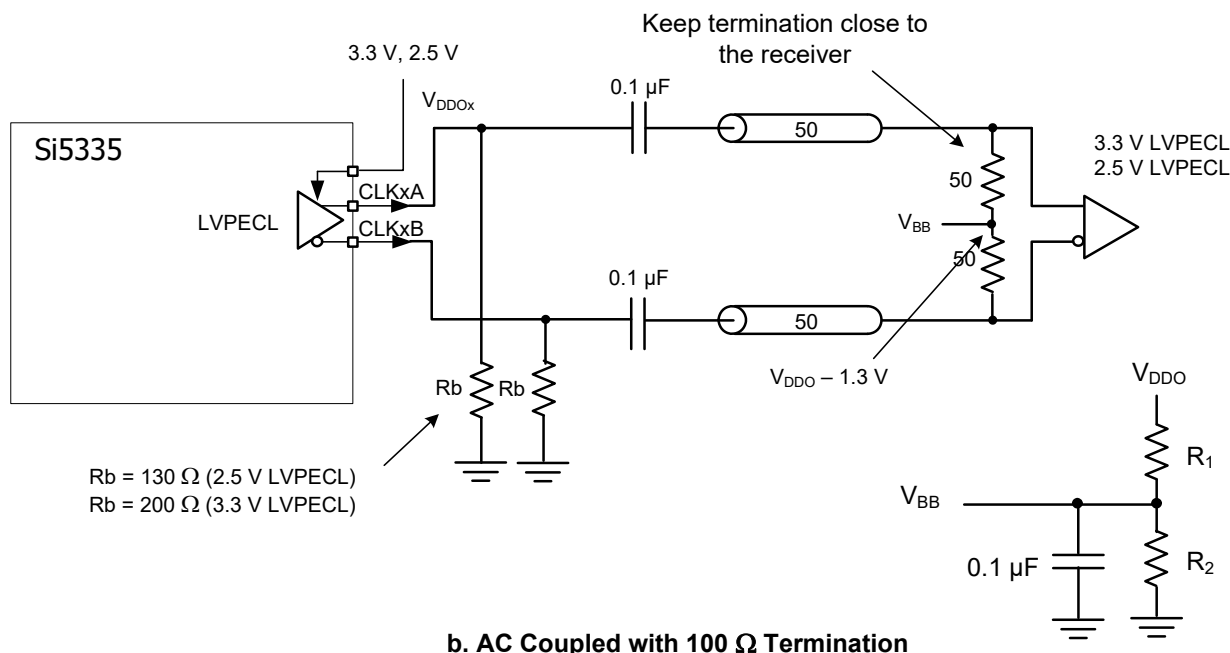 Keep termination close to
the receiver
3.3 V, 2.5 V
0.1 µF
VDDOx
50
Si5335
3.3 V LVPECL
2.5 V LVPECL
50
CLKxA
LVPECL
VBB
CLKxB
50
0.1 µF
50
VDDO – 1.3 V
VDDO
Rb
Rb
R1
Rb = 130 Ω (2.5 V LVPECL)
Rb = 200 Ω (3.3 V LVPECL)
VBB
0.1 µF
R2
b. AC Coupled with 100 Ω Termination